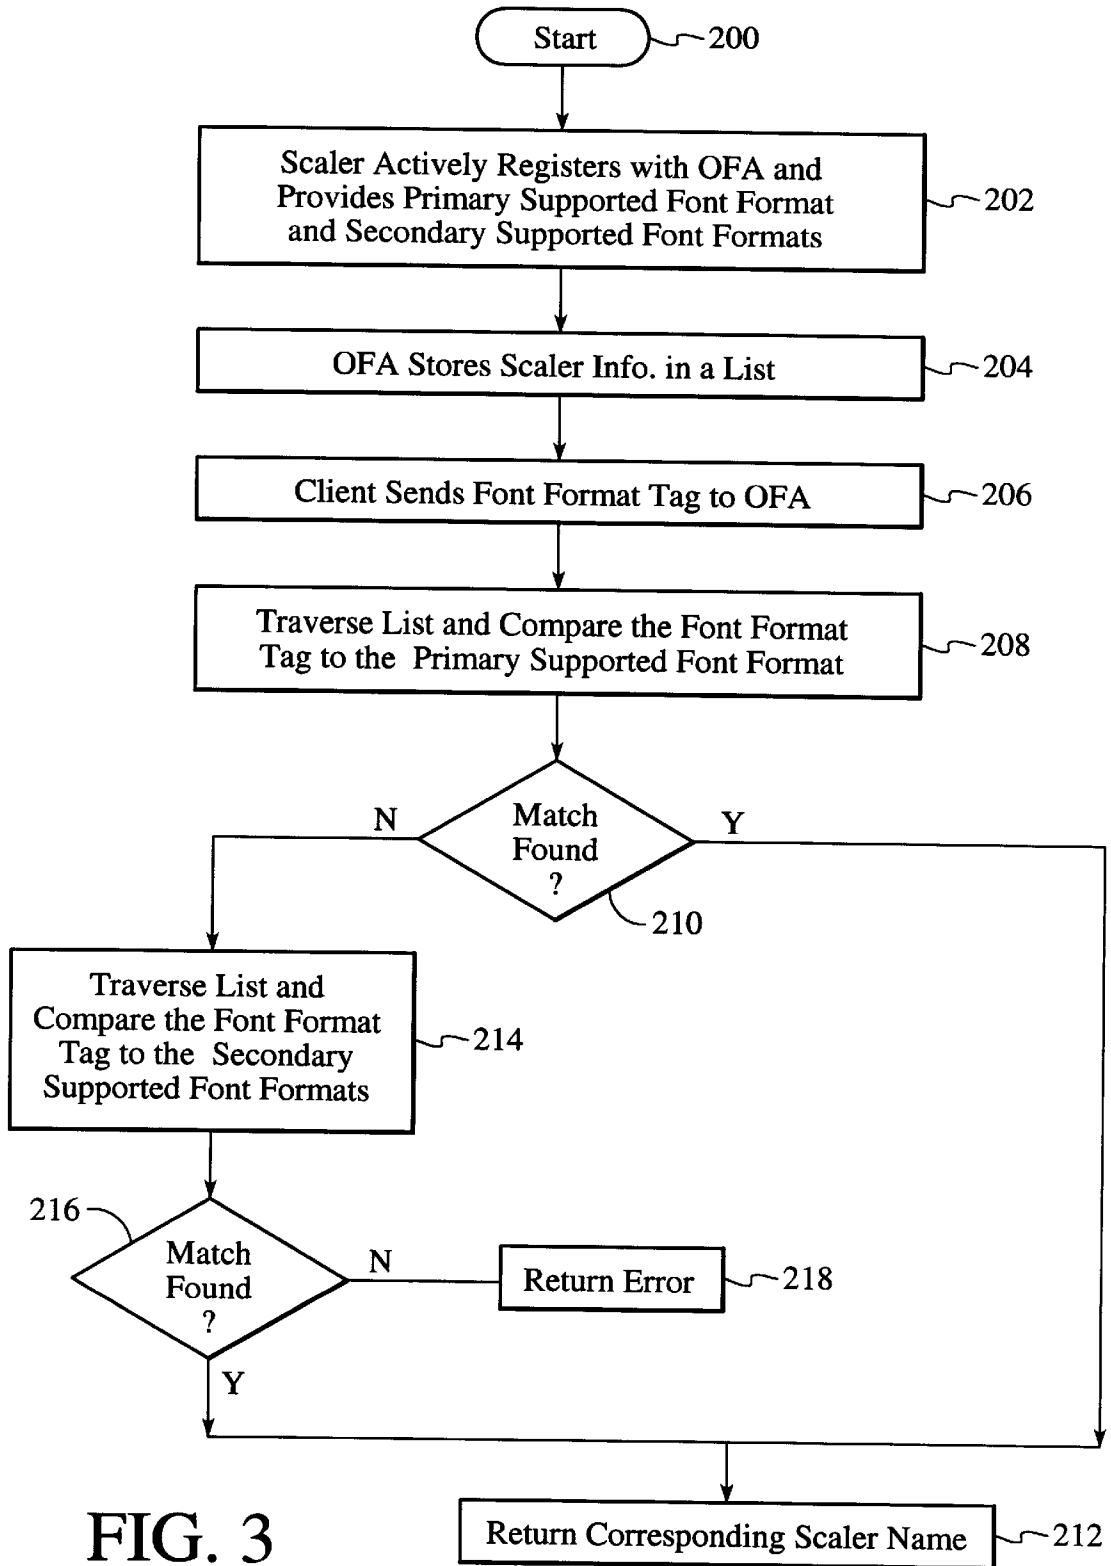 Start
200
Scaler Actively Registers with OFA and
Provides Primary Supported Font Format
and Secondary Supported Font Formats
202
OFA Stores Scaler Info. in a List
204
Client Sends Font Format Tag to OFA
206
Traverse List and Compare the Font Format
Tag to the Primary Supported Font Format
208
N
Match
Found
?
Y
210
Traverse List and
Compare the Font Format
Tag to the Secondary
Supported Font Formats
214
216
Match
Found
?
N
Return Error
218
Y
FIG. 3
Return Corresponding Scaler Name
212